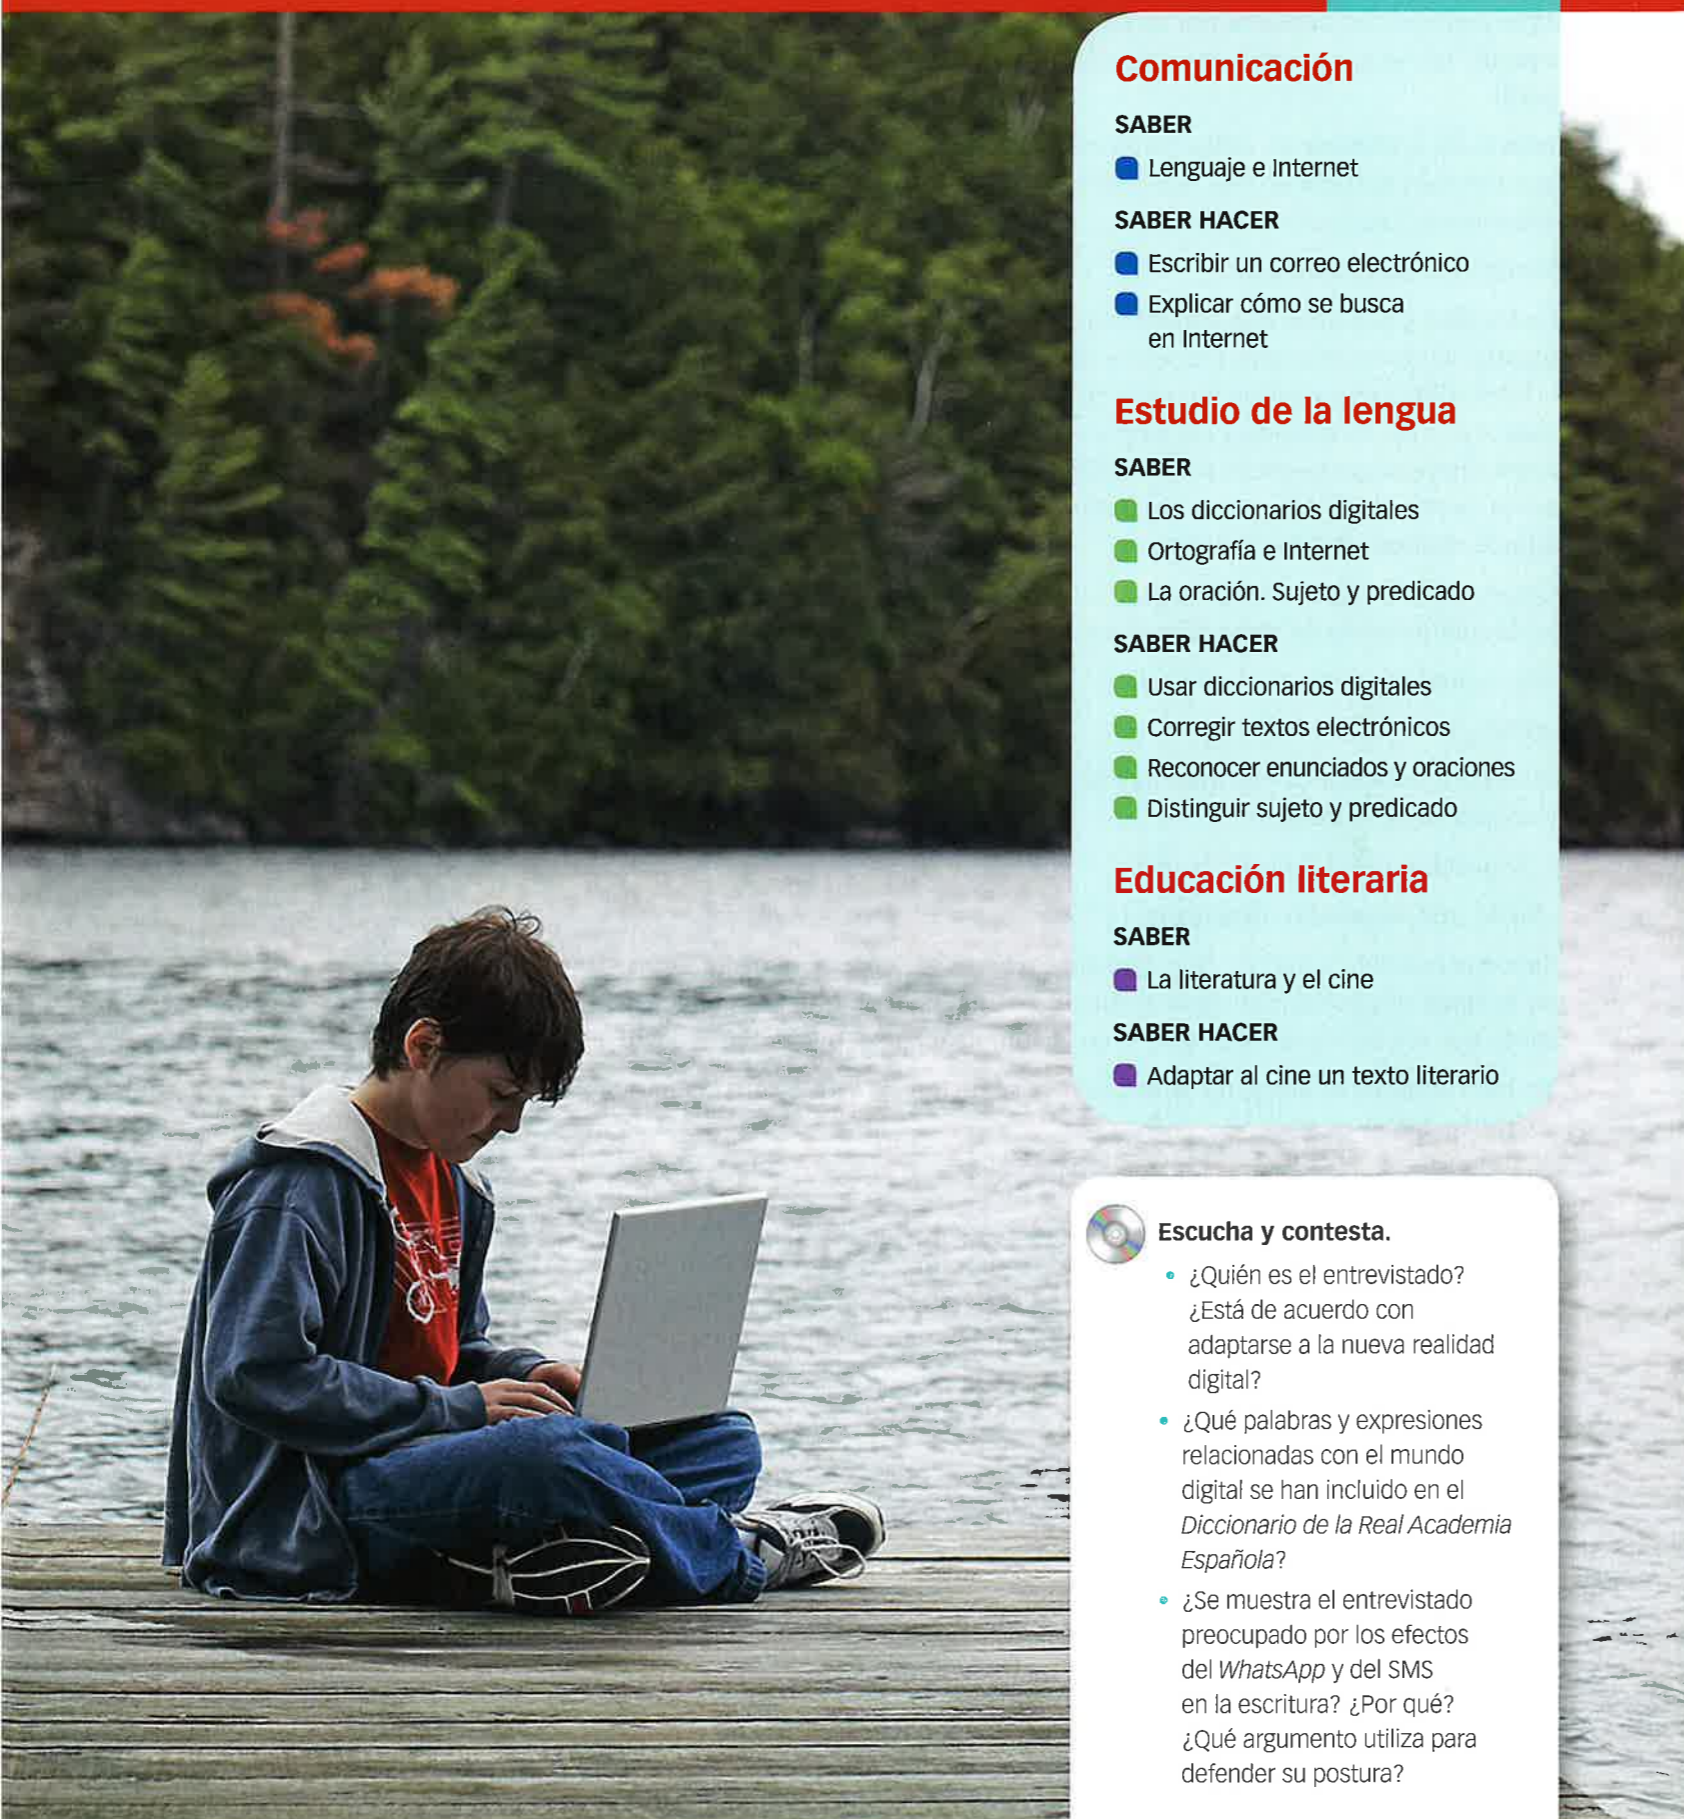 Comunicación
SABER
Lenguaje e Internet
SABER HACER
Escribir un correo electrónico
Explicar cómo se busca
en Internet
Estudio de la lengua
SABER
Los diccionarios digitales
Ortografía e Internet
La oración. Sujeto y predicado
SABER HACER
Usar diccionarios digitales
Corregir textos electrónicos
Reconocer enunciados y oraciones
Distinguir sujeto y predicado
Educación literaria
SABER
La literatura y el cine
SABER HACER
Adaptar al cine un texto literario
Escucha y contesta.
• ¿Quién es el entrevistado?
¿Está de acuerdo con
adaptarse a la nueva realidad
digital?
• ¿Qué palabras y expresiones
relacionadas con el mundo
digital se han incluido en el
Diccionario de la Real Academia
Española?
• ¿Se muestra el entrevistado
preocupado por los efectos
del WhatsApp y del SMS
en la escritura? ¿Por qué?
¿Qué argumento utiliza para
defender su postura?